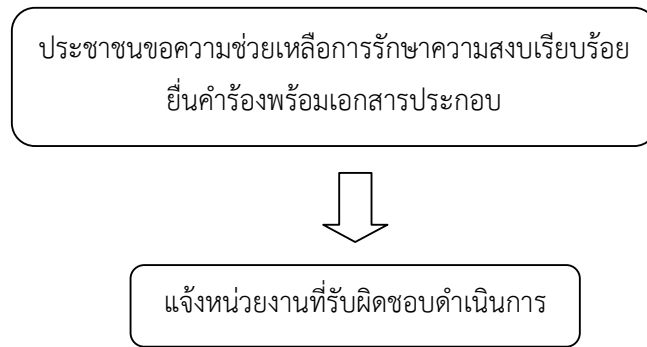 ประชาชนขอความช่วยเหลือการรักษาความสงบเรียบร้อย
ยื่นคำร้องพร้อมเอกสารประกอบ
แจ้งหน่วยงานที่รับผิดชอบดำเนินการ